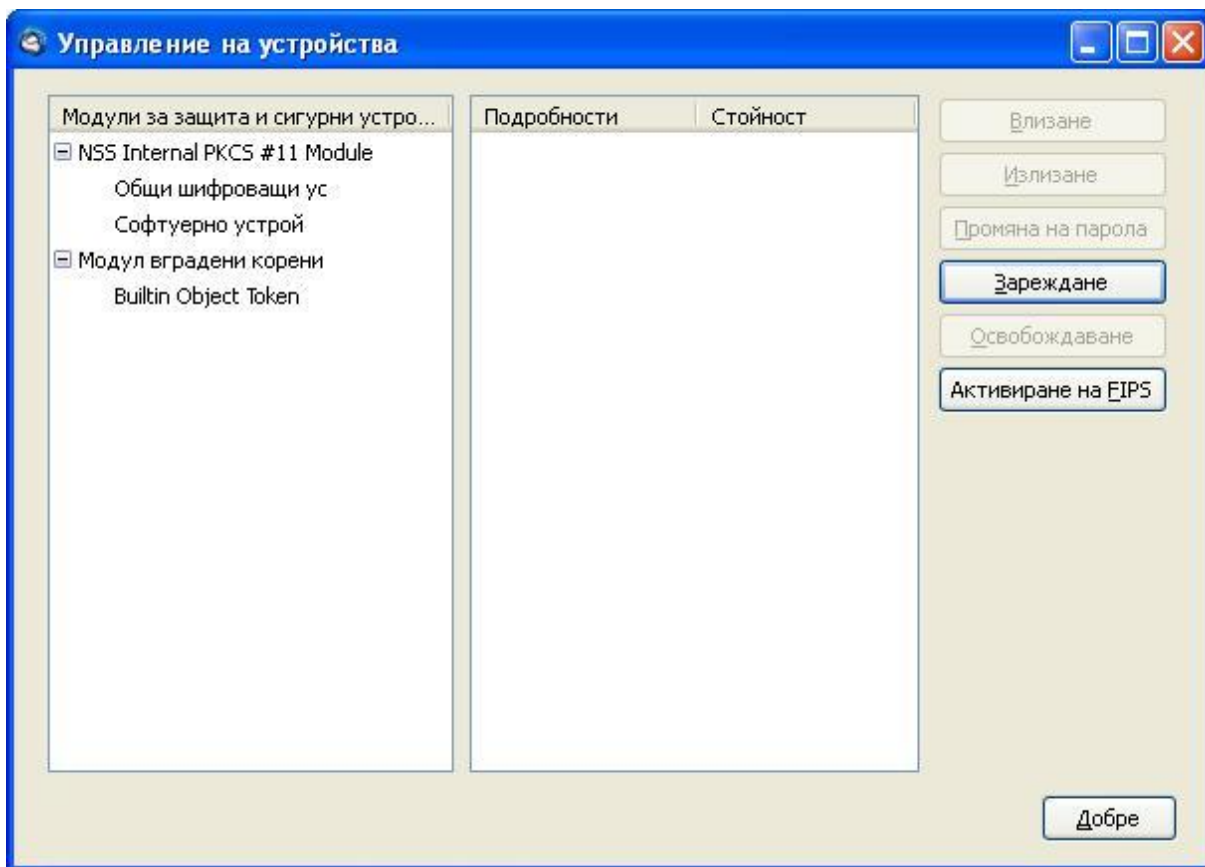 Управление на устройства
Модули за защита и сигурни устро...
NSS Internal PKCS #11 Module
Общи шифроващи ус
Софтуерно устрой
Модул вградени корени
Builtin Object Token
Подробности Стойност
Влизане
Излизане
Промяна на парола
Зареждане
Освобождаване
Активиране на FIPS
Добре